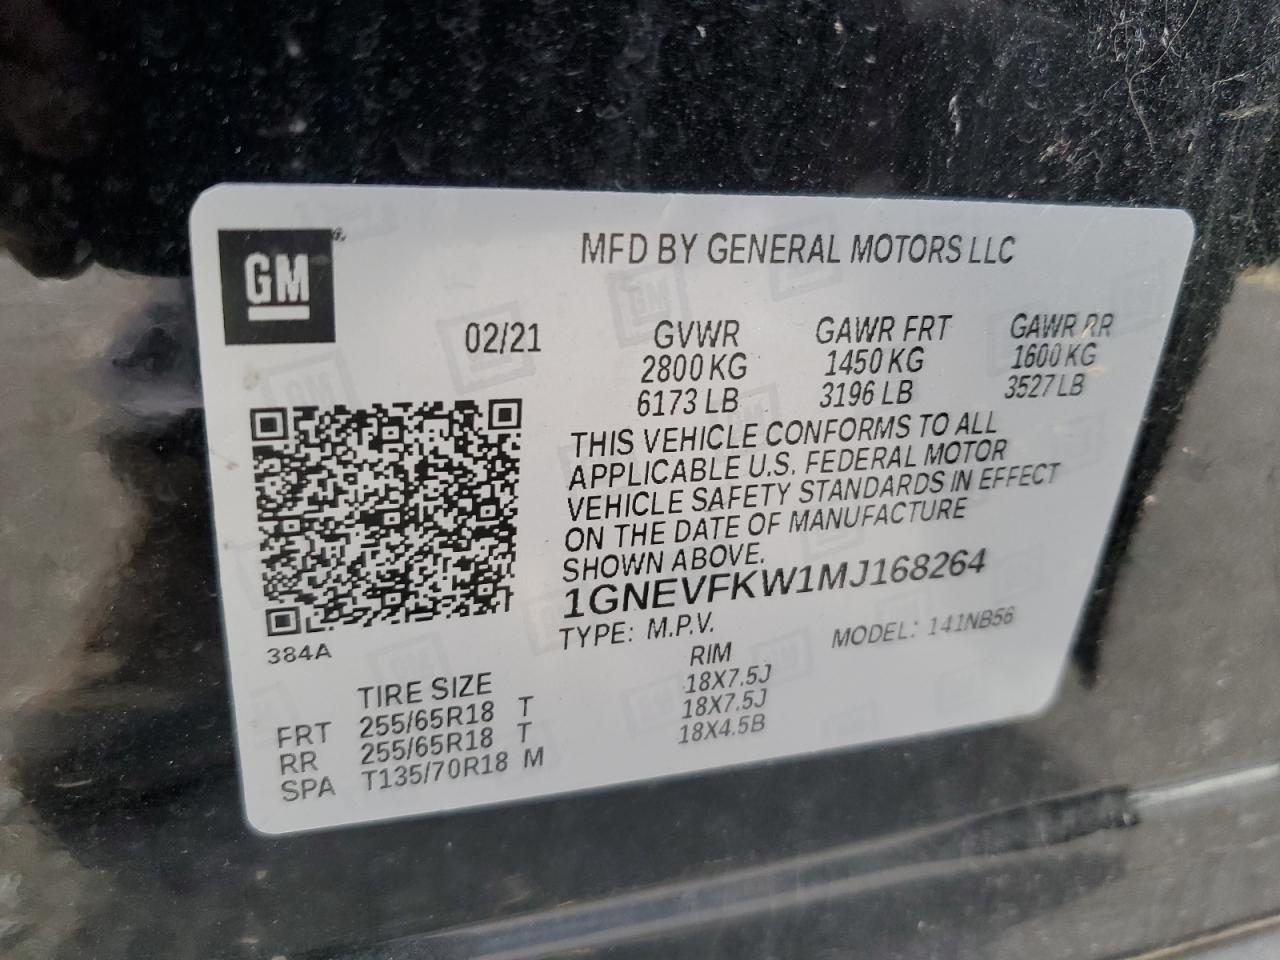 GM
MFD BY GENERAL MOTORS LLC
02/21 GVWR GAWR FRT GAWR RR
2800 KG 1450 KG 1600 KG
6173 LB 3196 LB 3527 LB
THIS VEHICLE CONFORMS TO ALL
APPLICABLE U.S. FEDERAL MOTOR
VEHICLE SAFETY STANDARDS IN EFFECT
ON THE DATE OF MANUFACTURE
SHOWN ABOVE.
1GNEVFKW1MJ168264
TYPE: M.P.V. MODEL: 141NB56
384A
TIRE SIZE RIM
FRT 255/65R18 T 18X7.5J
RR 255/65R18 T 18X7.5J
SPA T135/70R18 M 18X4.5B